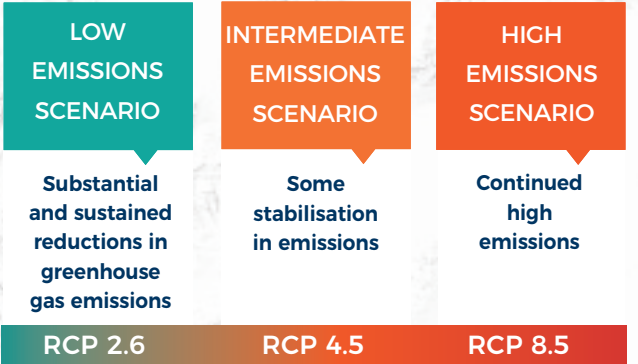 LOW
EMISSIONS
SCENARIO
Substantial
and sustained
reductions in
greenhouse
gas emissions
RCP 2.6
INTERMEDIATE
EMISSIONS
SCENARIO
Some
stabilisation
in emissions
RCP 4.5
HIGH
EMISSIONS
SCENARIO
Continued
high
emissions
RCP 8.5